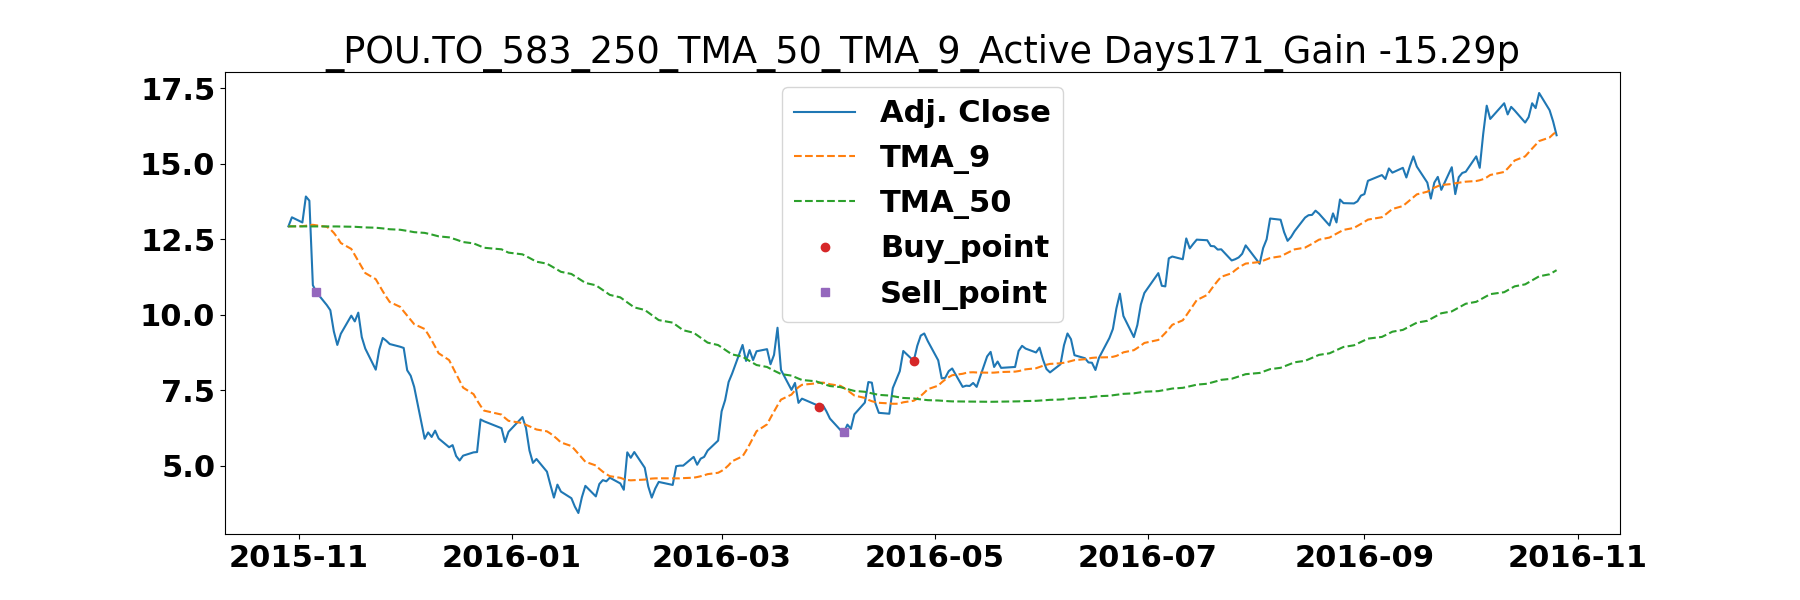 _POU.TO_583_250_TMA_50_TMA_9_Active Days171_Gain -15.29p
17.5
15.0
12.5
10.0
7.5
5.0
Adj. Close
TMA_9
TMA_50
Buy_point
Sell_point
2015-11 2016-01 2016-03 2016-05 2016-07 2016-09 2016-11